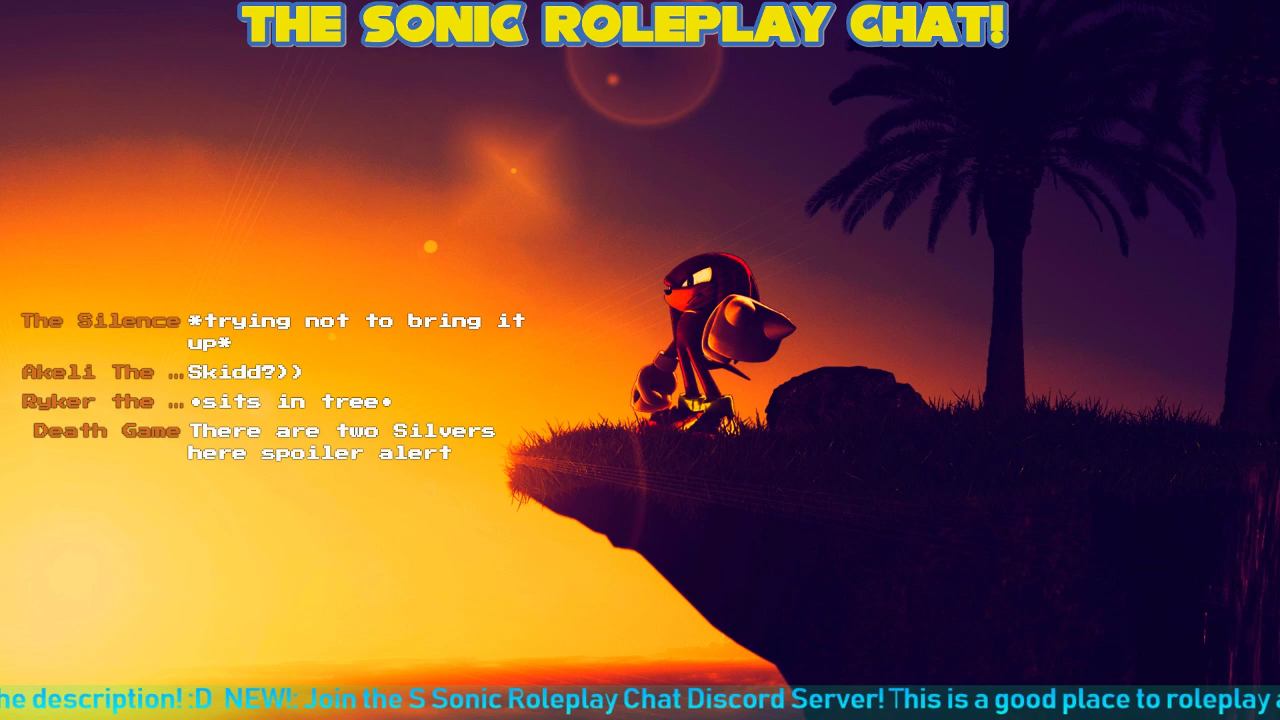 THE SONIC ROLEPLAY CHAT!
The Silence *trying not to bring it
up*
Akeli The ... Skidd?))
Ryker the ... •sits in tree•
Death Game There are two Silvers
here spoiler alert
he description! :D NEW!: Join the S Sonic Roleplay Chat Discord Server! This is a good place to roleplay a